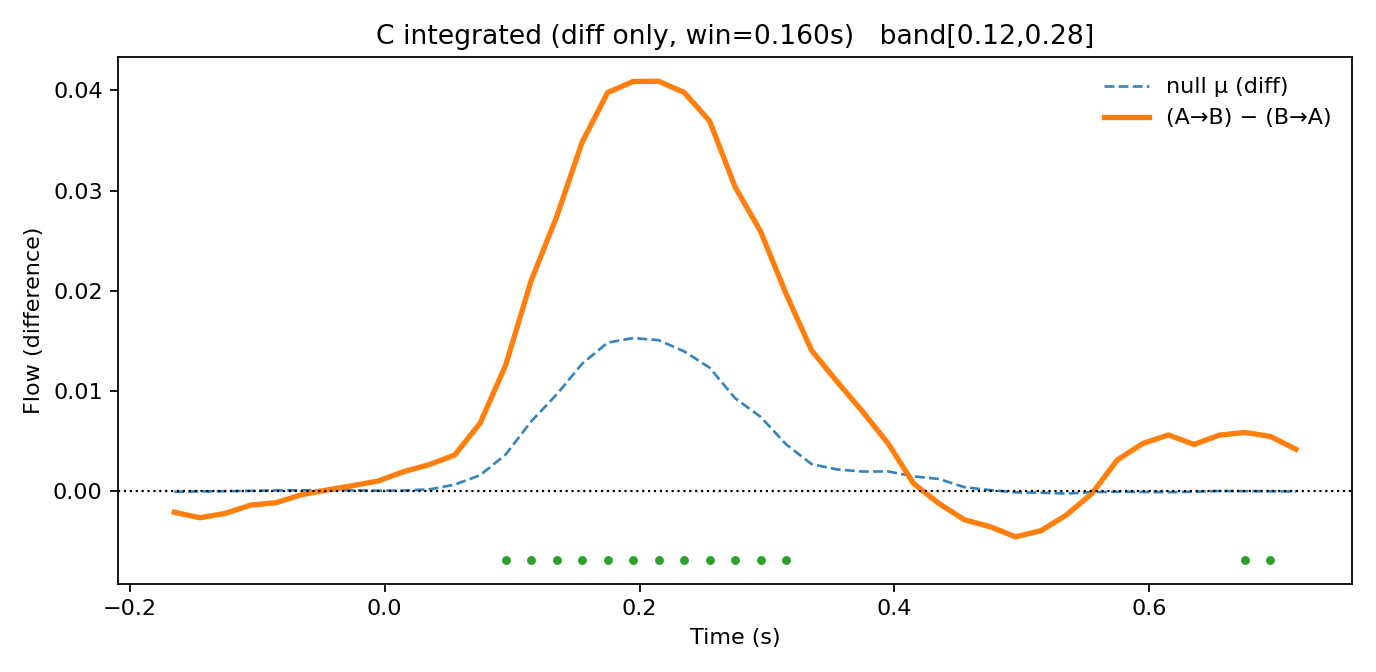 C integrated (diff only, win=0.160s)   band[0.12,0.28]
null μ (diff)
(A→B) − (B→A)
Flow (difference)
0.04
0.03
0.02
0.01
0.00
−0.2
0.0
0.2
0.4
0.6
Time (s)